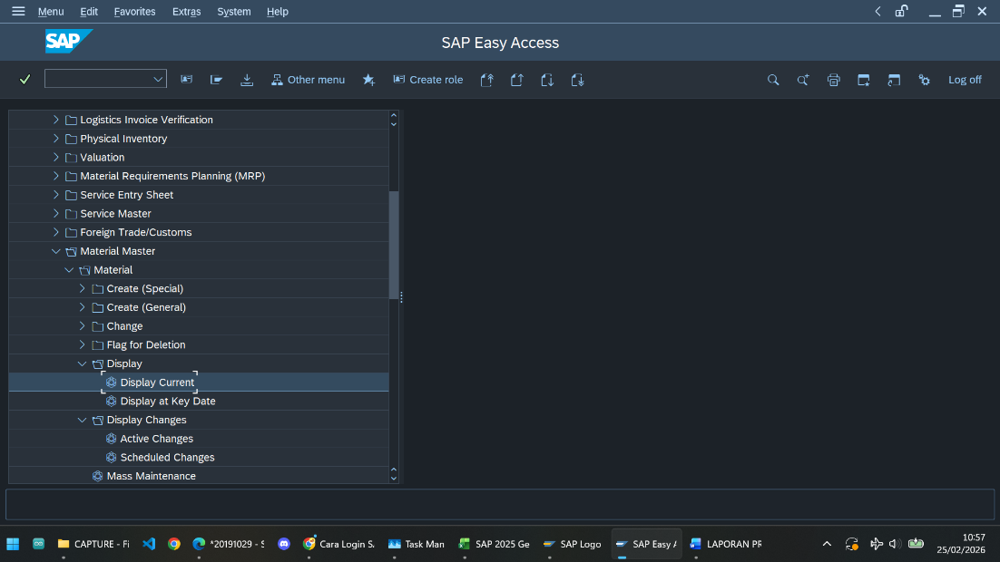 Menu Edit Favorites Extras System Help
SAP SAP Easy Access
Other menu Create role Log off
Logistics Invoice Verification
Physical Inventory
Valuation
Material Requirements Planning (MRP)
Service Entry Sheet
Service Master
Foreign Trade/Customs
Material Master
Material
Create (Special)
Create (General)
Change
Flag for Deletion
Display
Display Current
Display at Key Date
Display Changes
Active Changes
Scheduled Changes
Mass Maintenance
CAPTURE - Fi *20191029 - S Cara Login S. Task Man SAP 2025 Ge SAP Logo SAP Easy A LAPORAN PR 10:57
25/02/2026